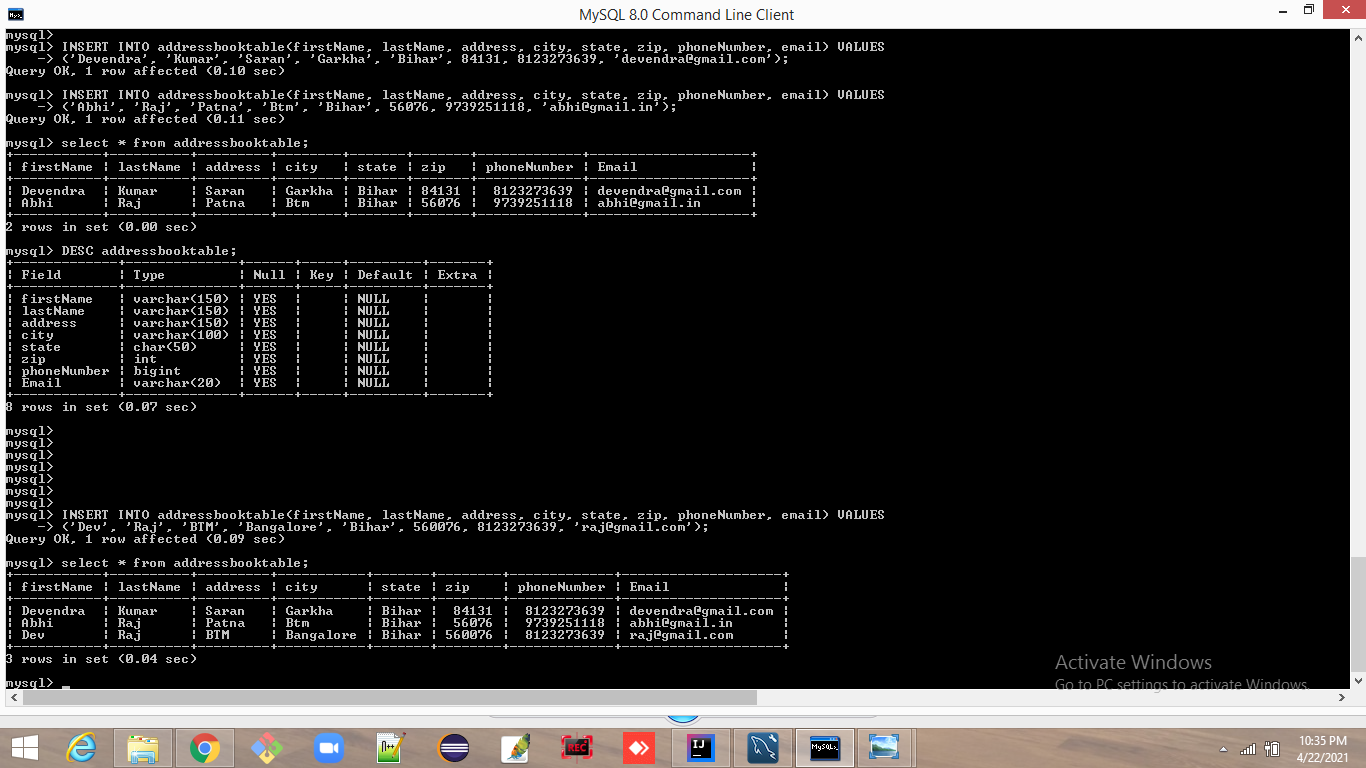 MySQL 8.0 Command Line Client
mysql>
mysql> INSERT INTO addressbooktable(firstName, lastName, address, city, state, zip, phoneNumber, email) VALUES
    -> ('Devendra', 'Kumar', 'Saran', 'Garkha', 'Bihar', 84131, 8123273639, 'devendra@gmail.com');
Query OK, 1 row affected (0.10 sec)
mysql> INSERT INTO addressbooktable(firstName, lastName, address, city, state, zip, phoneNumber, email) VALUES
    -> ('Abhi', 'Raj', 'Patna', 'Btm', 'Bihar', 56076, 9739251118, 'abhi@gmail.in');
Query OK, 1 row affected (0.11 sec)
mysql> select * from addressbooktable;
| firstName | lastName | address | city | state | zip | phoneNumber | Email |
| Devendra | Kumar | Saran | Garkha | Bihar | 84131 | 8123273639 | devendra@gmail.com |
| Abhi | Raj | Patna | Btm | Bihar | 56076 | 9739251118 | abhi@gmail.in |
2 rows in set (0.00 sec)
mysql> DESC addressbooktable;
| Field | Type | Null | Key | Default | Extra |
| firstName | varchar(150) | YES | | NULL | |
| lastName | varchar(150) | YES | | NULL | |
| address | varchar(150) | YES | | NULL | |
| city | varchar(100) | YES | | NULL | |
| state | char(50) | YES | | NULL | |
| zip | int | YES | | NULL | |
| phoneNumber | bigint | YES | | NULL | |
| Email | varchar(20) | YES | | NULL | |
8 rows in set (0.07 sec)
mysql>
mysql>
mysql>
mysql>
mysql>
mysql>
mysql>
mysql> INSERT INTO addressbooktable(firstName, lastName, address, city, state, zip, phoneNumber, email) VALUES
    -> ('Dev', 'Raj', 'BTM', 'Bangalore', 'Bihar', 560076, 8123273639, 'raj@gmail.com');
Query OK, 1 row affected (0.09 sec)
mysql> select * from addressbooktable;
| firstName | lastName | address | city | state | zip | phoneNumber | Email |
| Devendra | Kumar | Saran | Garkha | Bihar | 84131 | 8123273639 | devendra@gmail.com |
| Abhi | Raj | Patna | Btm | Bihar | 56076 | 9739251118 | abhi@gmail.in |
| Dev | Raj | BTM | Bangalore | Bihar | 560076 | 8123273639 | raj@gmail.com |
3 rows in set (0.04 sec)
mysql> _
Activate Windows
Go to PC settings to activate Windows.
REC
IJ
MySQL>
10:35 PM
4/22/2021